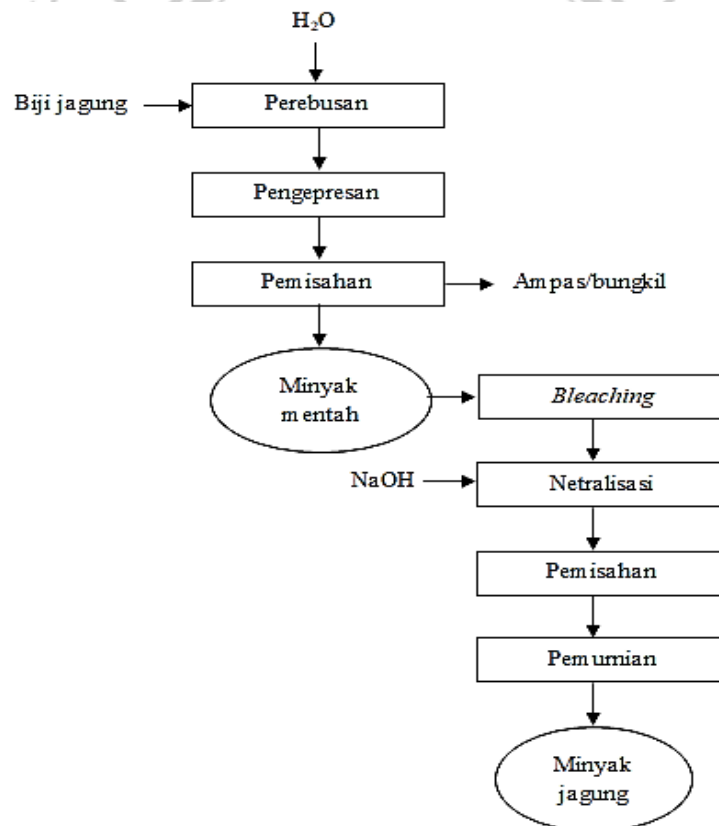 H₂O
Biji jagung
Perebusan
Pengepresan
Pemisahan
Ampas/bungkil
Minyak
mentah
Bleaching
NaOH
Netralisasi
Pemisahan
Pemurnian
Minyak
jagung